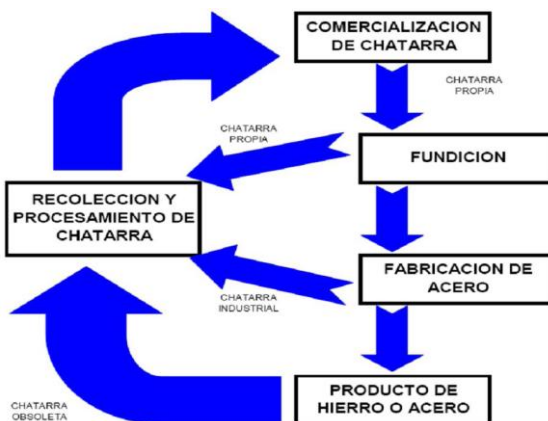 COMERCIALIZACION
DE CHATARRA
CHATARRA
PROPIA
CHATARRA
PROPIA
FUNDICION
RECOLECCION Y
PROCESAMIENTO DE
CHATARRA
FABRICACION DE
ACERO
CHATARRA
INDUSTRIAL
PRODUCTO DE
HIERRO O ACERO
CHATARRA
OBSOLETA